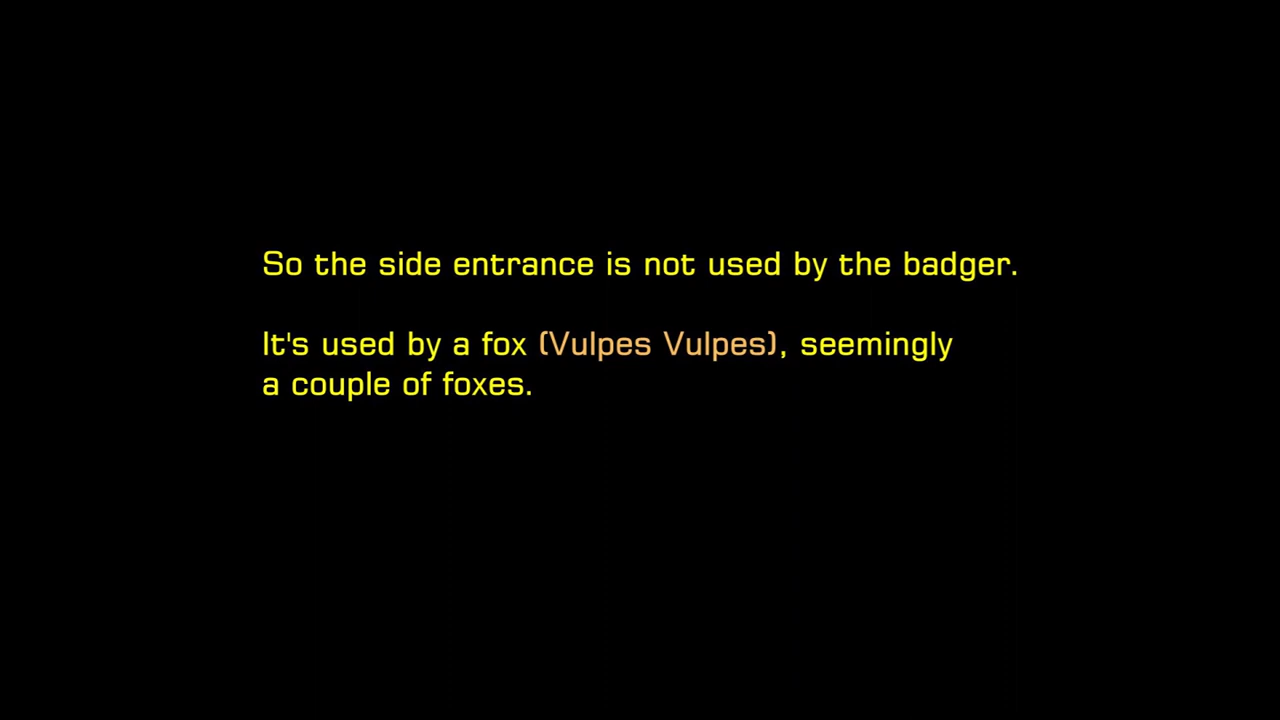 So the side entrance is not used by the badger.
It's used by a fox (Vulpes Vulpes), seemingly
a couple of foxes.